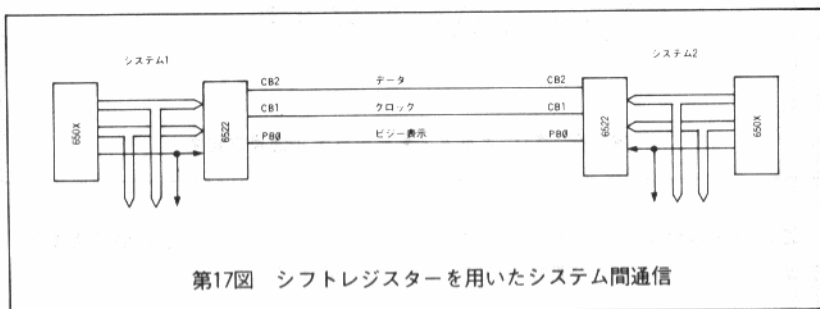 システム1
システム2
650X
6522
CB2 データ CB2
CB1 クロック CB1
PB0 ビジー表示 PB0
6522
650X
第17図 シフトレジスターを用いたシステム間通信